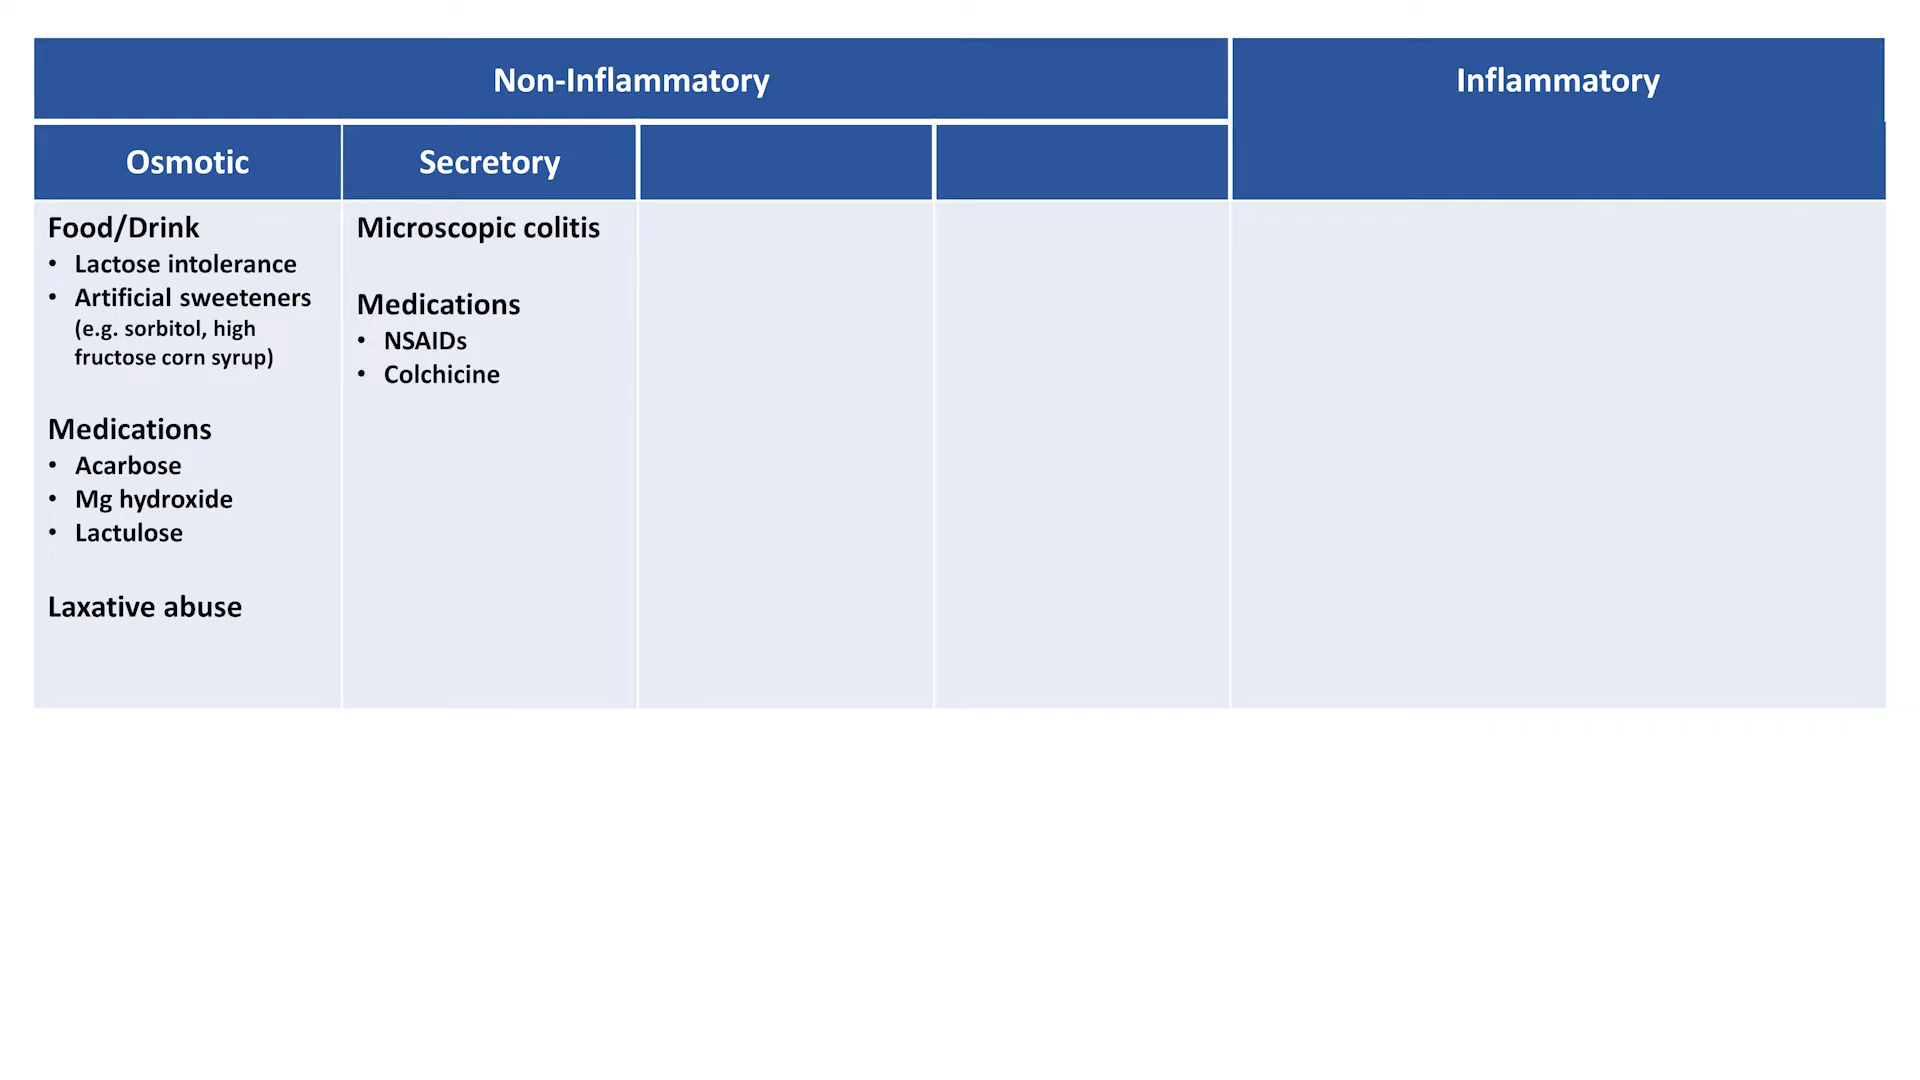 Non-Inflammatory
Inflammatory
Osmotic
Secretory
Food/Drink
• Lactose intolerance
• Artificial sweeteners
(e.g. sorbitol, high
fructose corn syrup)
Medications
• Acarbose
• Mg hydroxide
• Lactulose
Laxative abuse
Microscopic colitis
Medications
• NSAIDs
• Colchicine